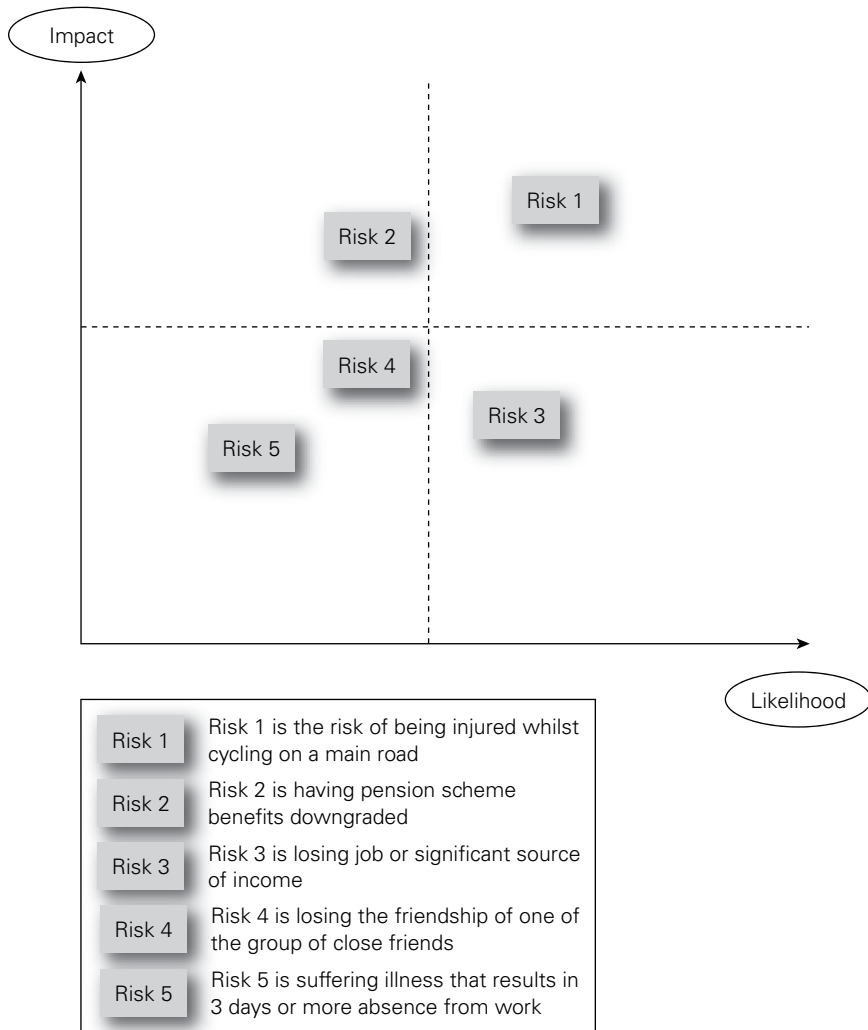 Impact
Risk 1
Risk 2
Risk 4
Risk 3
Risk 5
Likelihood
Risk 1
Risk 1 is the risk of being injured whilst
cycling on a main road
Risk 2
Risk 2 is having pension scheme
benefits downgraded
Risk 3
Risk 3 is losing job or significant source
of income
Risk 4
Risk 4 is losing the friendship of one of
the group of close friends
Risk 5
Risk 5 is suffering illness that results in
3 days or more absence from work